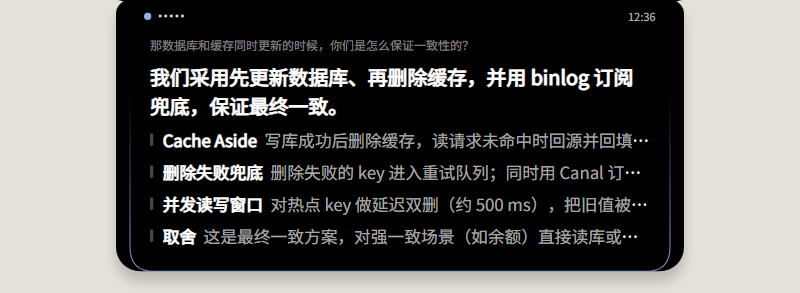 12:36
那数据库和缓存同时更新的时候，你们是怎么保证一致性的？
我们采用先更新数据库、再删除缓存，并用 binlog 订阅
兜底，保证最终一致。
Cache Aside 写库成功后删除缓存，读请求未命中时回源并回填…
删除失败兜底 删除失败的 key 进入重试队列；同时用 Canal 订…
并发读写窗口 对热点 key 做延迟双删（约 500 ms），把旧值被…
取舍 这是最终一致方案，对强一致场景（如余额）直接读库或…